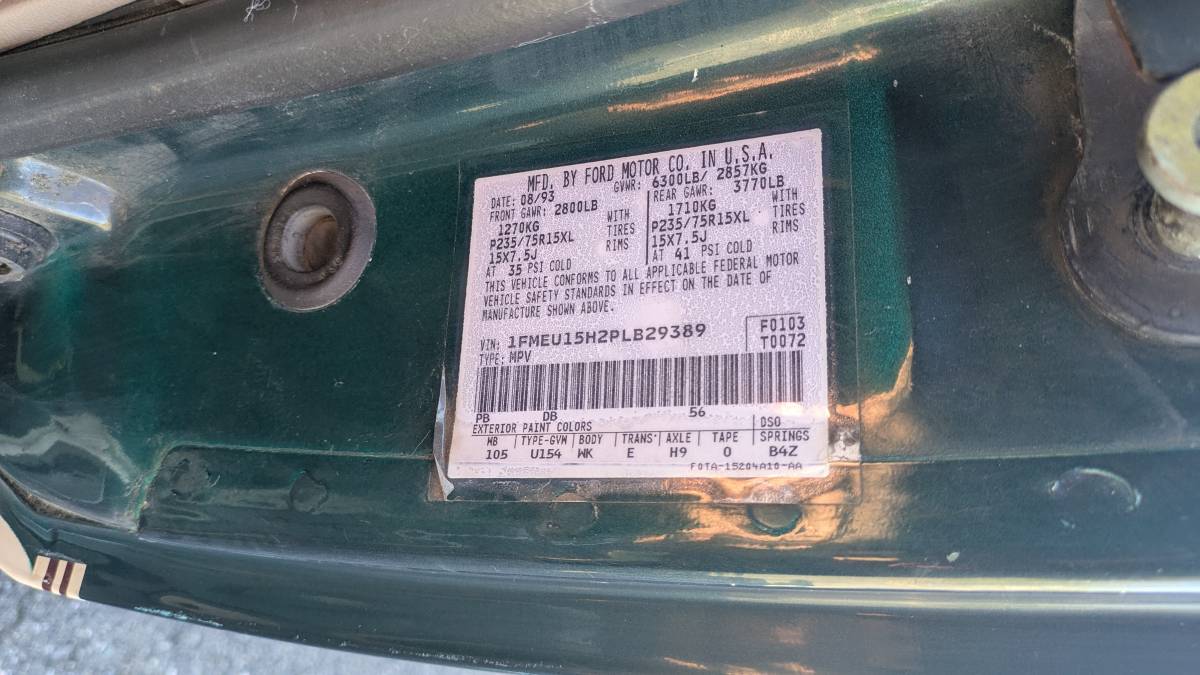 MFD. BY FORD MOTOR CO. IN U.S.A.
DATE: 08/93 GVWR: 6300LB/ 2857KG
FRONT GAWR: 2800LB REAR GAWR: 3770LB
1270KG WITH 1710KG WITH
P235/75R15XL TIRES P235/75R15XL TIRES
15X7.5J RIMS 15X7.5J RIMS
AT 35 PSI COLD AT 41 PSI COLD
THIS VEHICLE CONFORMS TO ALL APPLICABLE FEDERAL MOTOR
VEHICLE SAFETY STANDARDS IN EFFECT ON THE DATE OF
MANUFACTURE SHOWN ABOVE.
VIN: 1FMEU15H2PLB29389 F0103
TYPE: MPV T0072
PB DB 56
EXTERIOR PAINT COLORS DSO
WB TYPE-GVW BODY TRANS AXLE TAPE SPRINGS
105 U154 WK E H9 O B4Z
F0TA-15204A10-AA